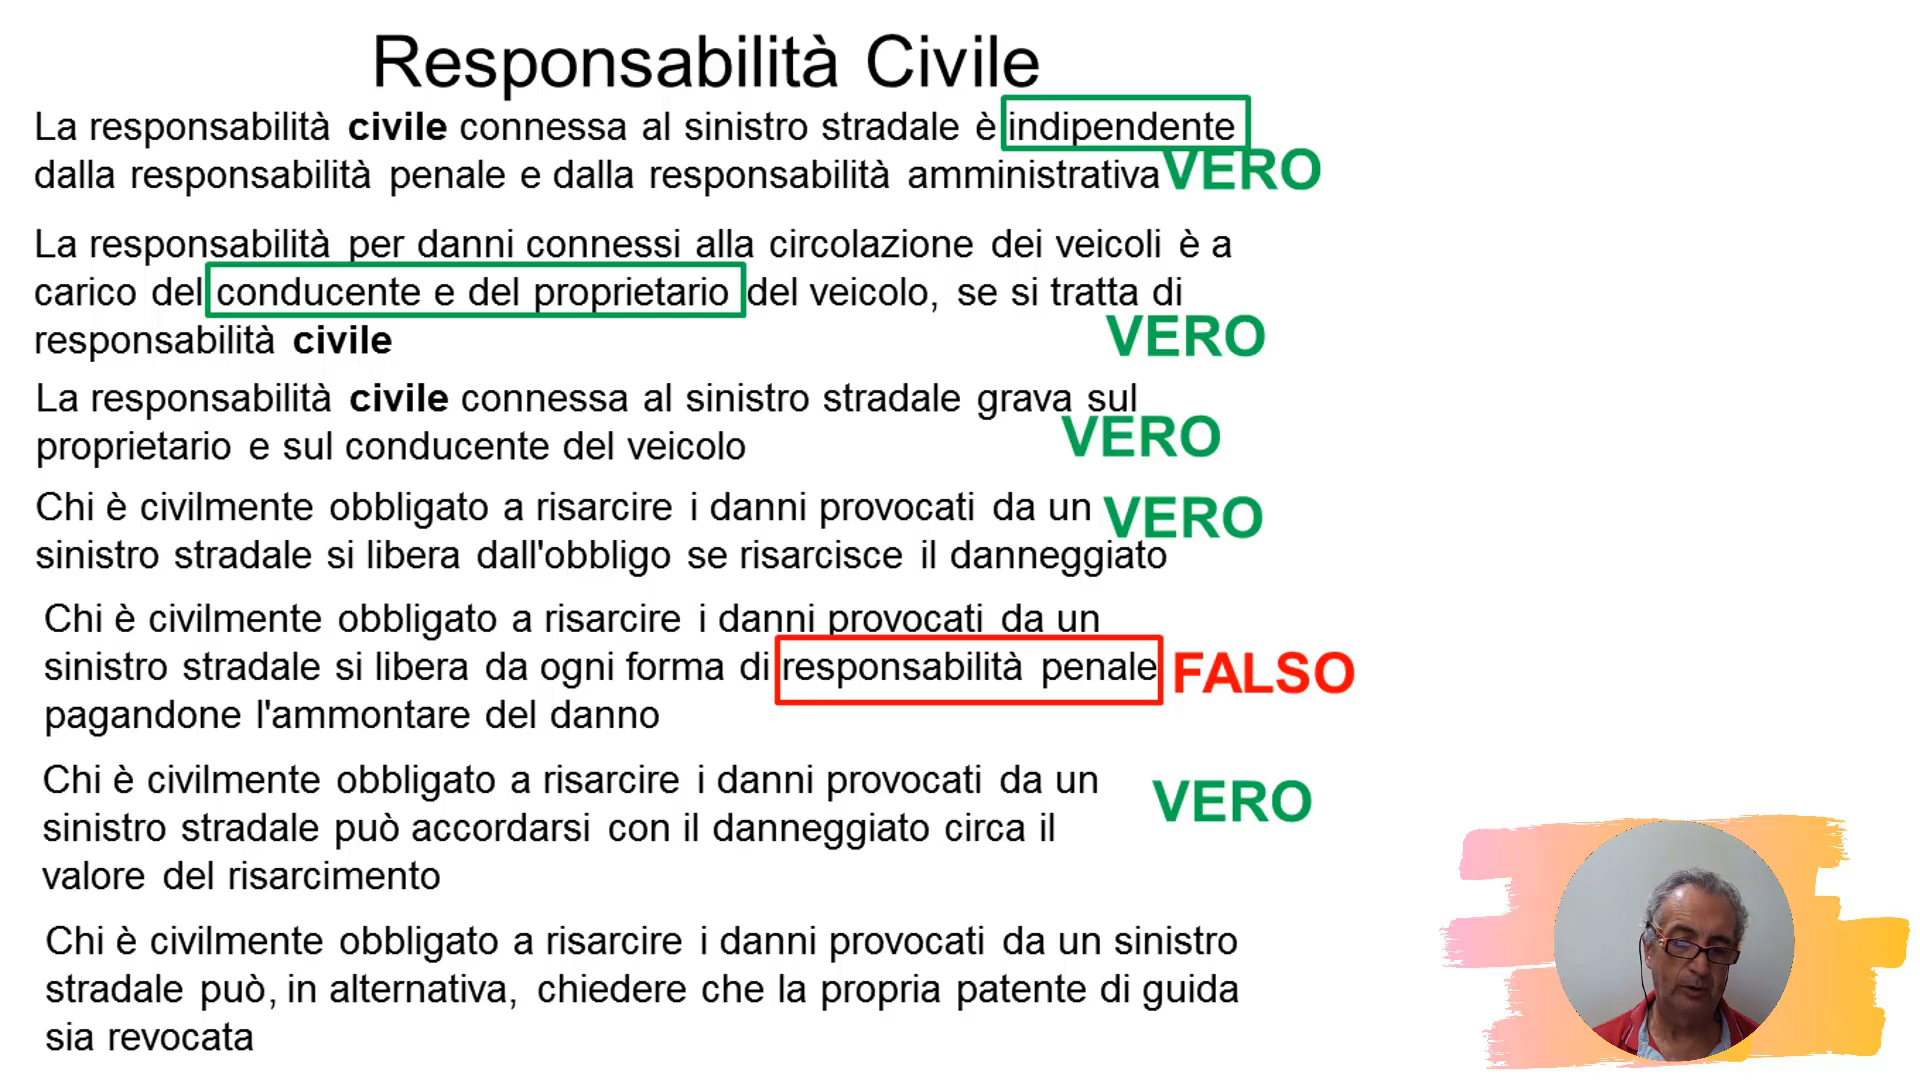 Responsabilità Civile
La responsabilità civile connessa al sinistro stradale è indipendente
dalla responsabilità penale e dalla responsabilità amministrativa VERO
La responsabilità per danni connessi alla circolazione dei veicoli è a
carico del conducente e del proprietario del veicolo, se si tratta di
responsabilità civile VERO
La responsabilità civile connessa al sinistro stradale grava sul
proprietario e sul conducente del veicolo VERO
Chi è civilmente obbligato a risarcire i danni provocati da un VERO
sinistro stradale si libera dall'obbligo se risarcisce il danneggiato
Chi è civilmente obbligato a risarcire i danni provocati da un
sinistro stradale si libera da ogni forma di responsabilità penale FALSO
pagandone l'ammontare del danno
Chi è civilmente obbligato a risarcire i danni provocati da un VERO
sinistro stradale può accordarsi con il danneggiato circa il
valore del risarcimento
Chi è civilmente obbligato a risarcire i danni provocati da un sinistro
stradale può, in alternativa, chiedere che la propria patente di guida
sia revocata